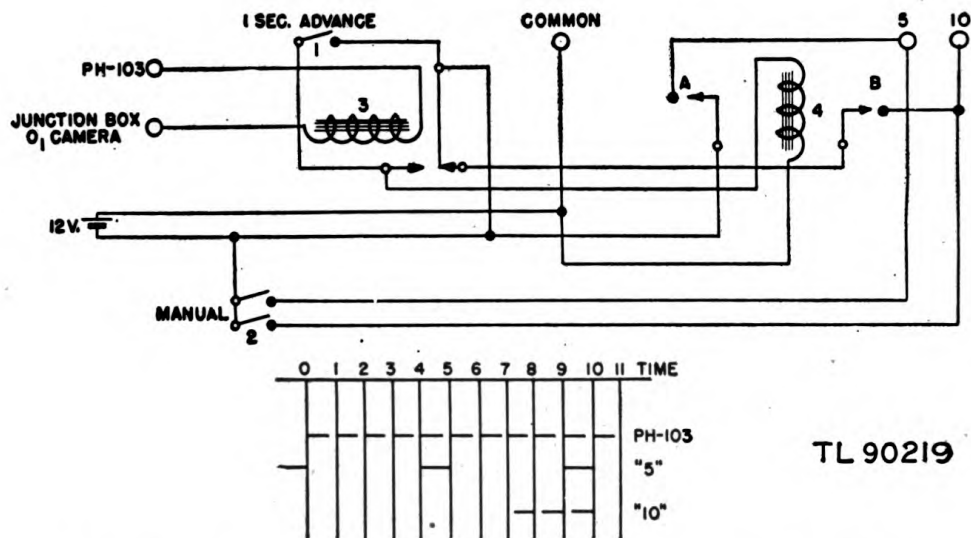 1 SEC. ADVANCE
COMMON
5
10
1
PH-103
3
A
B
4
JUNCTION BOX
O1 CAMERA
12V.
MANUAL
2
0 1 2 3 4 5 6 7 8 9 10 11 TIME
PH-103
"5"
"10"
TL 90219